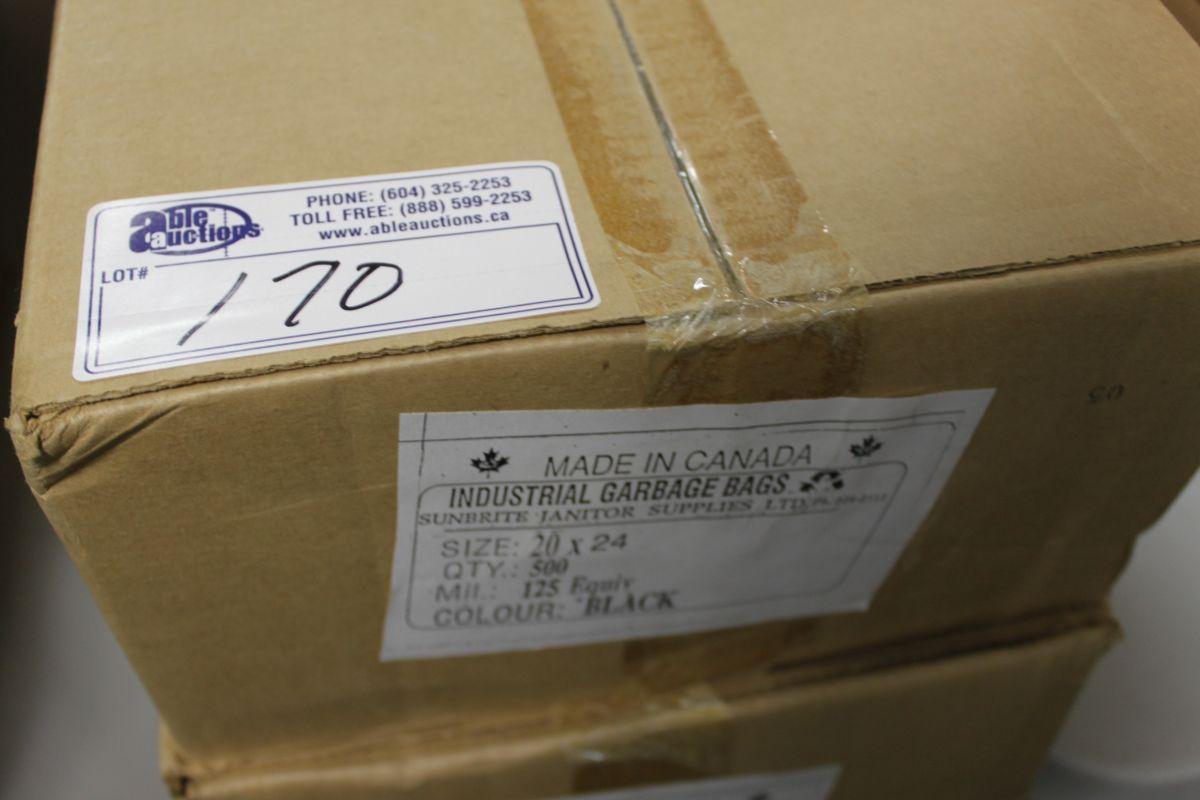 able auctions
PHONE: (604) 325-2253
TOLL FREE: (888) 599-2253
www.ableauctions.ca
LOT#
170
MADE IN CANADA
INDUSTRIAL GARBAGE BAGS
SUNBRITE JANITOR SUPPLIES LTD.
SIZE: 20 x 24
QTY.: 500
Mil.: 125 Equiv
COLOUR: BLACK